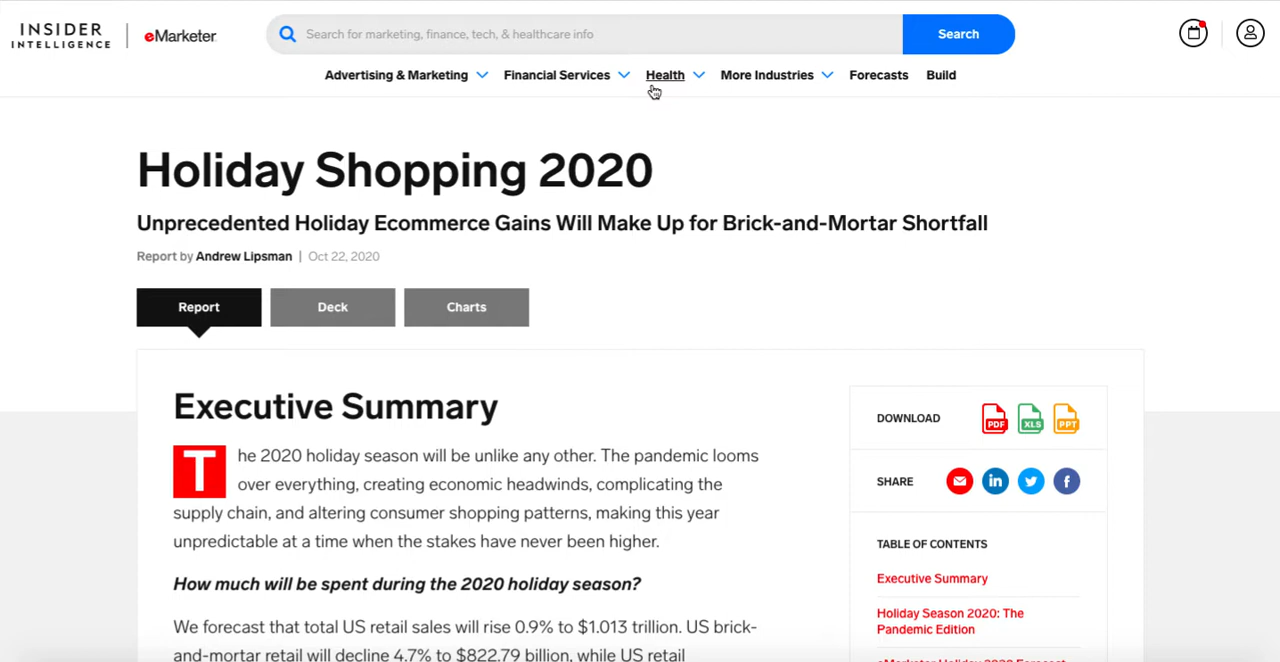 INSIDER
INTELLIGENCE
eMarketer
Search for marketing, finance, tech, & healthcare info
Search
Advertising & Marketing
Financial Services
Health
More Industries
Forecasts
Build
Holiday Shopping 2020
Unprecedented Holiday Ecommerce Gains Will Make Up for Brick-and-Mortar Shortfall
Report by Andrew Lipsman | Oct 22, 2020
Report
Deck
Charts
Executive Summary
The 2020 holiday season will be unlike any other. The pandemic looms
over everything, creating economic headwinds, complicating the
supply chain, and altering consumer shopping patterns, making this year
unpredictable at a time when the stakes have never been higher.
How much will be spent during the 2020 holiday season?
We forecast that total US retail sales will rise 0.9% to $1.013 trillion. US brick-
and-mortar retail will decline 4.7% to $822.79 billion, while US retail
DOWNLOAD
PDF
XLS
PPT
SHARE
in
f
TABLE OF CONTENTS
Executive Summary
Holiday Season 2020: The
Pandemic Edition
eMarketer Holiday 2020 Forecast